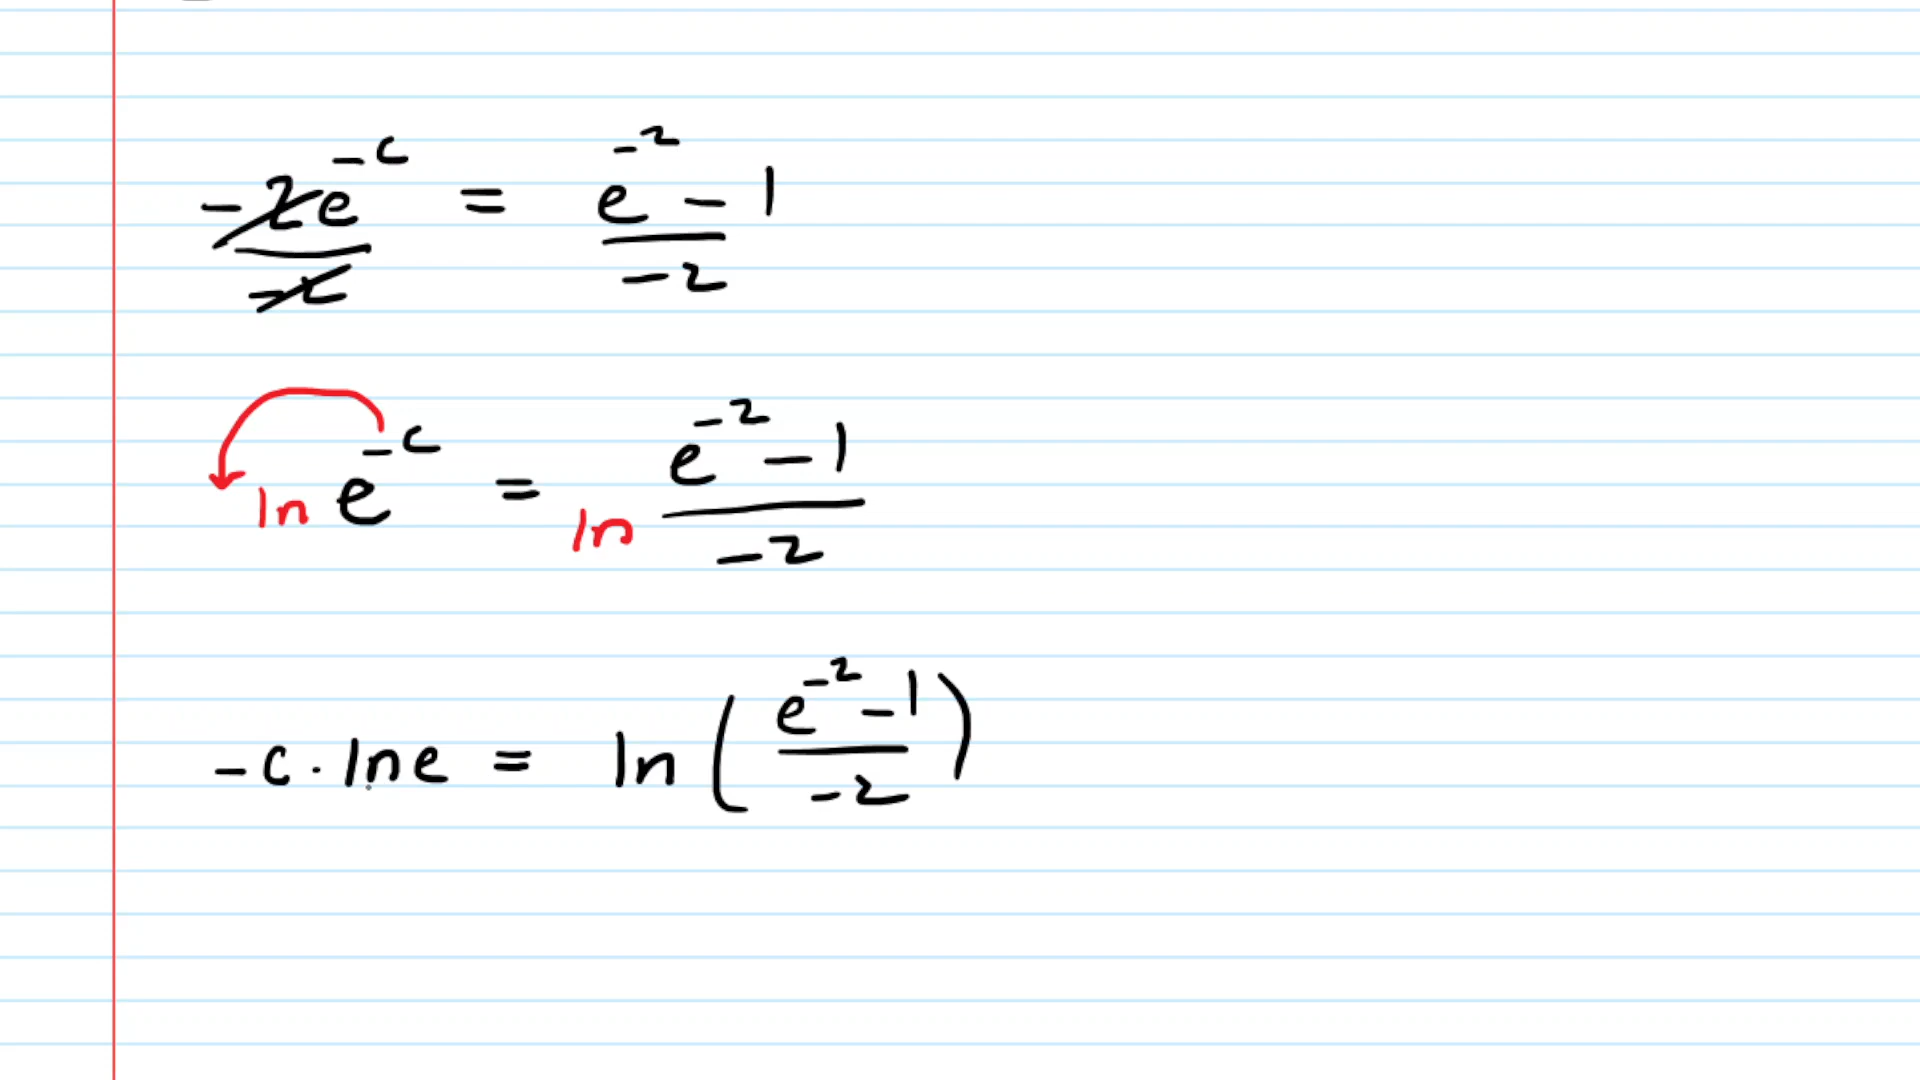 -2e^{-c}/-2 = e^{-2} - 1/-2
ln e^{-c} = ln e^{-2} - 1/-2
-c · ln e = ln (e^{-2} - 1/-2)